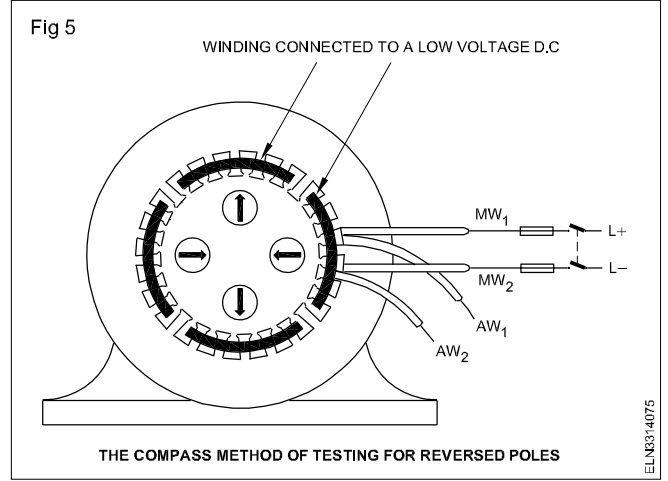 Fig 5
WINDING CONNECTED TO A LOW VOLTAGE D.C
MW₁
L+
MW₂
L−
AW₁
AW₂
THE COMPASS METHOD OF TESTING FOR REVERSED POLES
ELN3314075